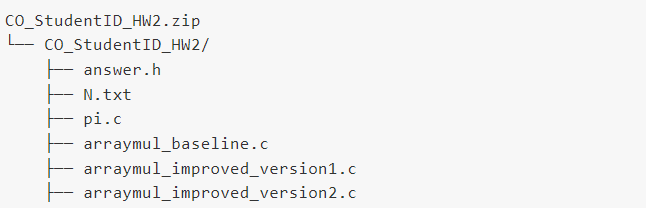 CO_StudentID_HW2.zip
└── CO_StudentID_HW2/
    ├── answer.h
    ├── N.txt
    ├── pi.c
    ├── arraymul_baseline.c
    ├── arraymul_improved_version1.c
    ├── arraymul_improved_version2.c